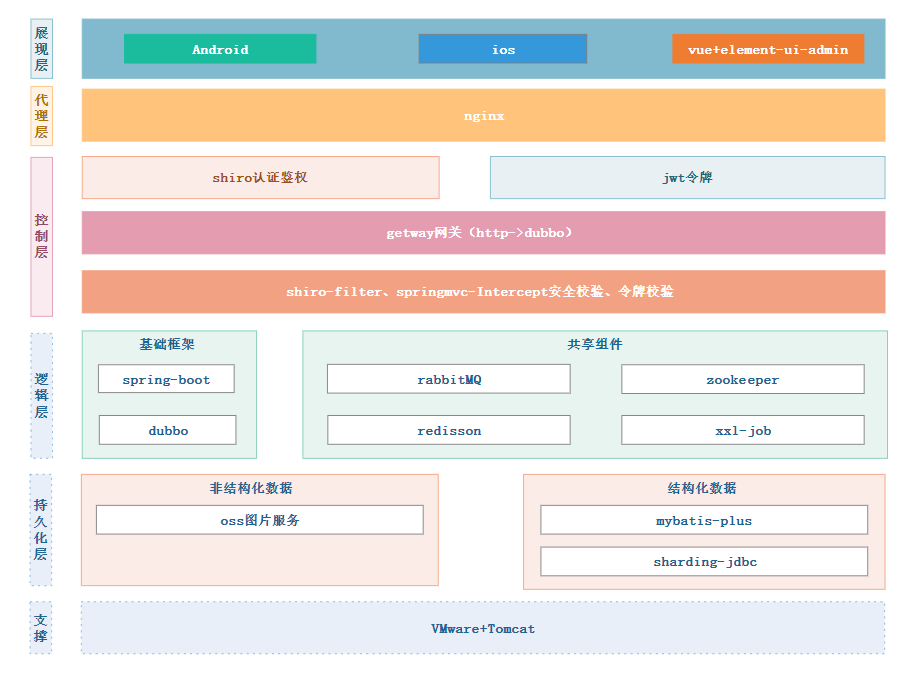 展现层
Android
ios
vue+element-ui-admin
代理层
nginx
控制层
shiro认证鉴权
jwt令牌
getway网关（http->dubbo）
shiro-filter、springmvc-Intercept安全校验、令牌校验
逻辑层
基础框架
spring-boot
dubbo
共享组件
rabbitMQ
zookeeper
redisson
xxl-job
持久化层
非结构化数据
oss图片服务
结构化数据
mybatis-plus
sharding-jdbc
支撑
VMware+Tomcat